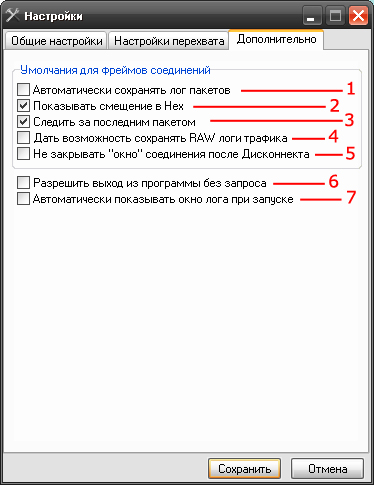 Настройки
Общие настройки Настройки перехвата Дополнительно
Умолчания для фреймов соединений
Автоматически сохранять лог пакетов 1
Показывать смещение в Hex 2
Следить за последним пакетом 3
Дать возможность сохранять RAW логи трафика 4
Не закрывать "окно" соединения после Дисконнекта 5
Разрешить выход из программы без запроса 6
Автоматически показывать окно лога при запуске 7
Сохранить Отмена